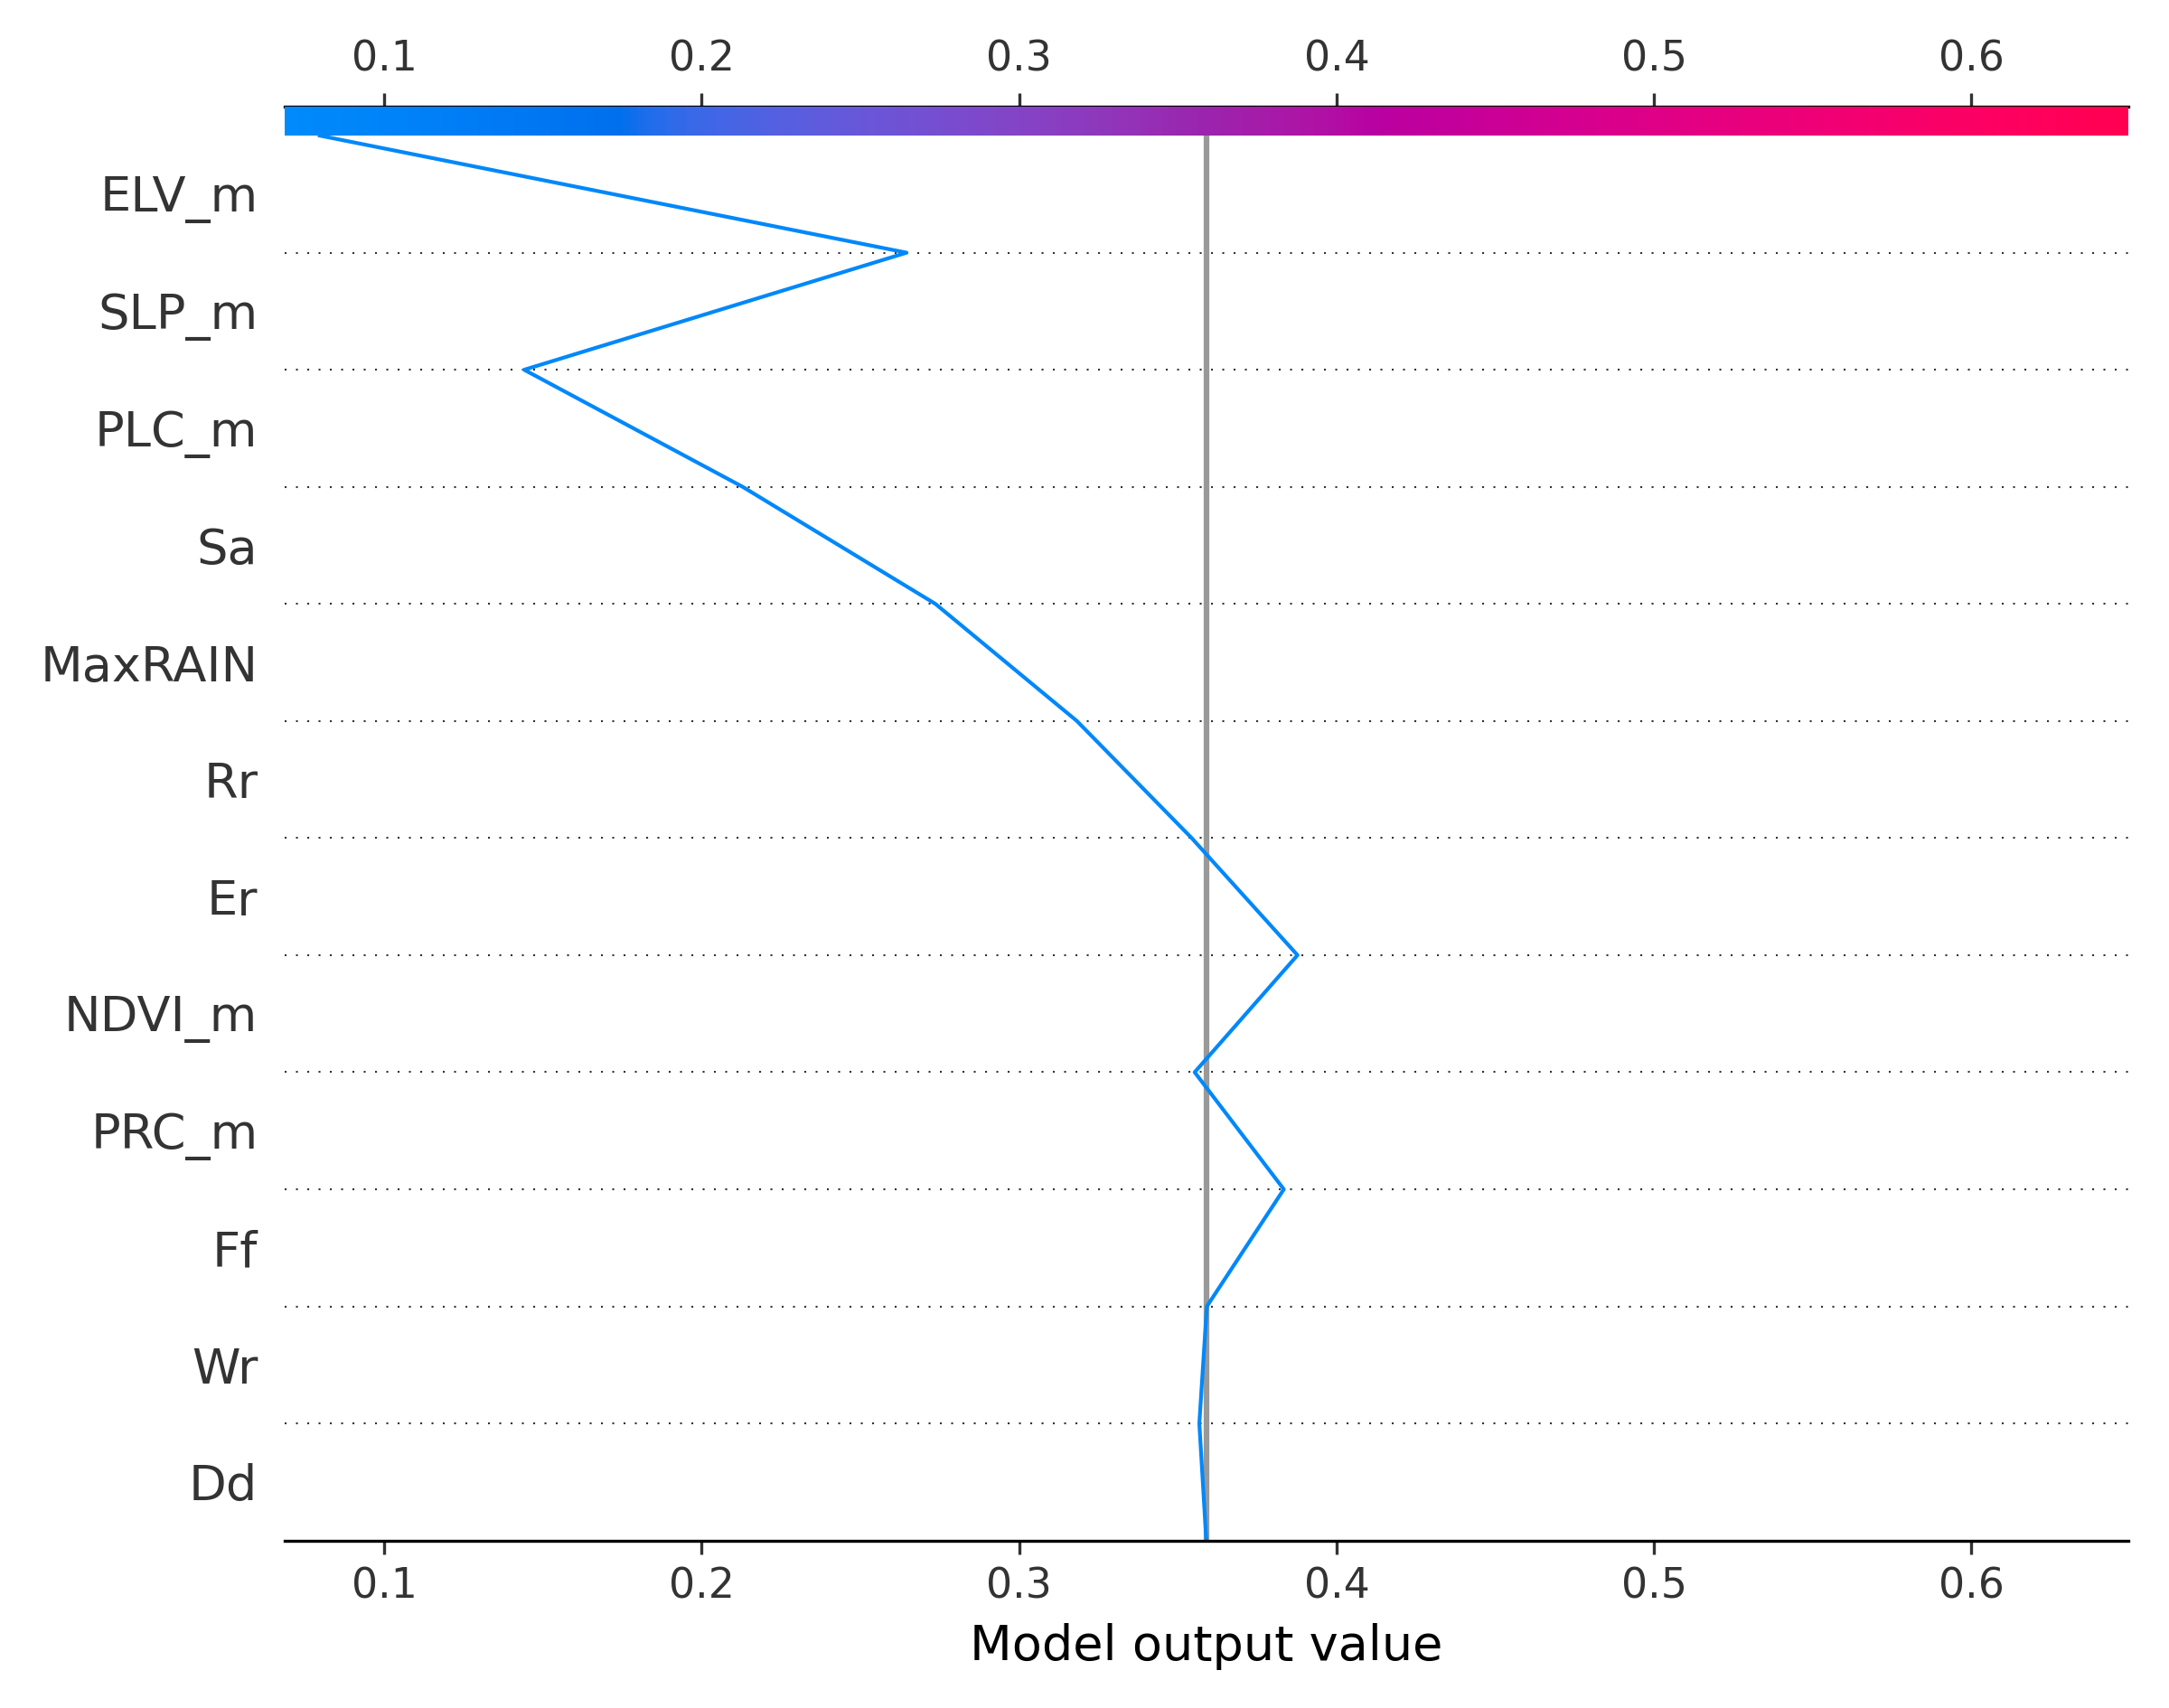 0.1 0.2 0.3 0.4 0.5 0.6
ELV_m
SLP_m
PLC_m
Sa
MaxRAIN
Rr
Er
NDVI_m
PRC_m
Ff
Wr
Dd
0.1 0.2 0.3 0.4 0.5 0.6
Model output value